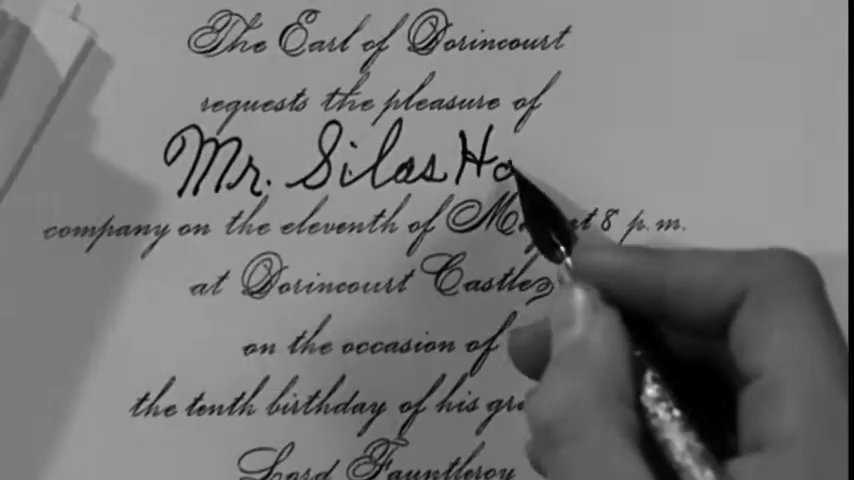 The Earl of Dorincourt
requests the pleasure of
Mr. Silas Ho
company on the eleventh of at 8 p.m.
at Dorincourt Castle,
on the occasion of
the tenth birthday of his
Lord Fauntleroy